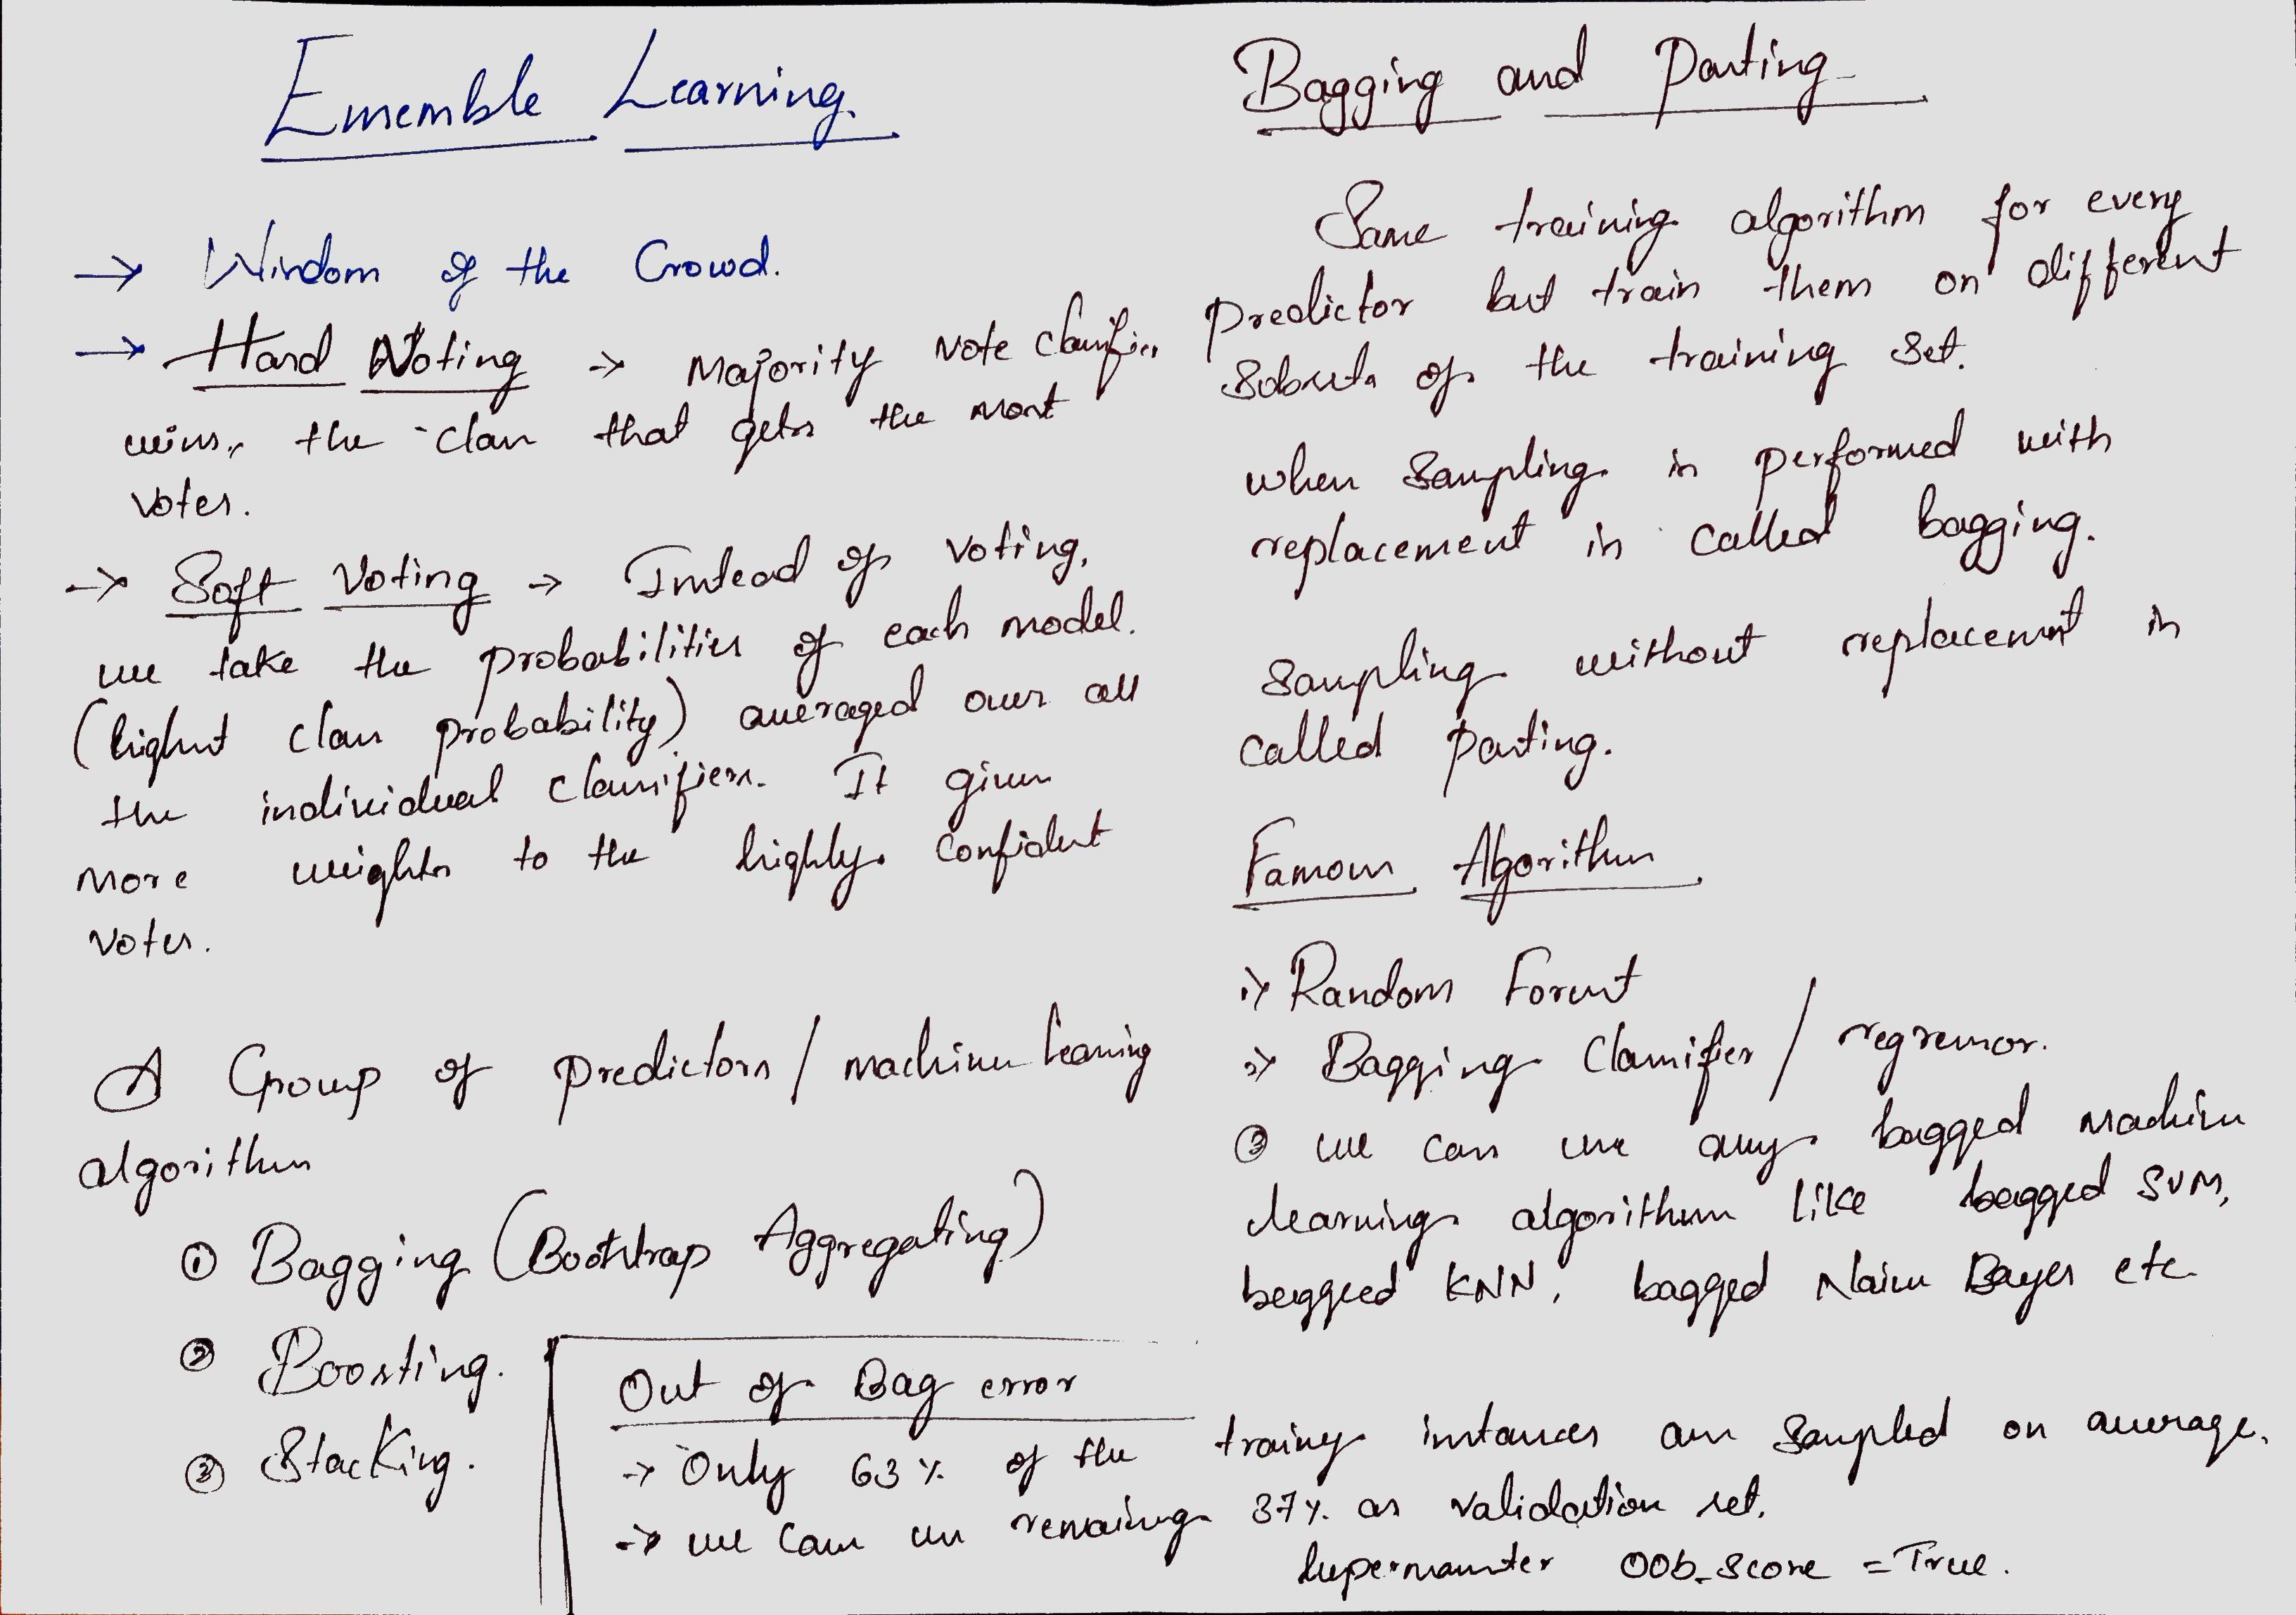 Ensemble Learning.
→ Wisdom of the Crowd.
→ Hard Voting → Majority vote classifier
wins, the class that gets the most
votes.
→ Soft Voting → Instead of voting,
we take the probabilities of each model.
(highest class probability) averaged over all
the individual classifiers. It gives
more weights to the highly confident
votes.
A Group of predictors / machine learning
algorithm
① Bagging (Bootstrap Aggregating)
② Boosting.
③ Stacking.
Bagging and Pasting
Same training algorithm for every
predictor but train them on different
subsets of the training set.
when sampling is performed with
replacement is called bagging.
sampling without replacement is
called pasting.
Famous Algorithm
1) Random Forest
2) Bagging Classifier / regressor.
③ we can use any bagged machine
learning algorithm like bagged SVM,
bagged KNN, bagged Naive Bayes etc
Out of Bag error
→ Only 63% of the training instances are sampled on average.
→ we can use remaining 37% as validation set.
hyperparameter oob_score = True.